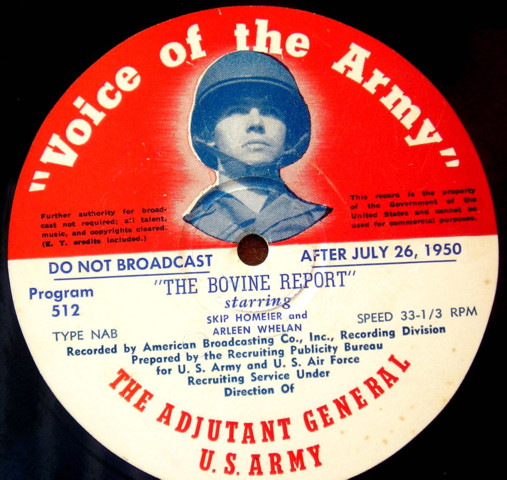 "Voice of the Army"
Further authority for broad-
cast not required; all talent,
music, and copyrights cleared.
(E. T. credits included.)
This record is the property
of the Government of the
United States and cannot be
used for commercial purposes.
DO NOT BROADCAST AFTER JULY 26, 1950
Program
512
"THE BOVINE REPORT"
starring
SKIP HOMEIER and
ARLEEN WHELAN
TYPE NAB
SPEED 33-1/3 RPM
Recorded by American Broadcasting Co., Inc., Recording Division
Prepared by the Recruiting Publicity Bureau
for U. S. Army and U. S. Air Force
Recruiting Service Under
Direction Of
THE ADJUTANT GENERAL
U.S. ARMY